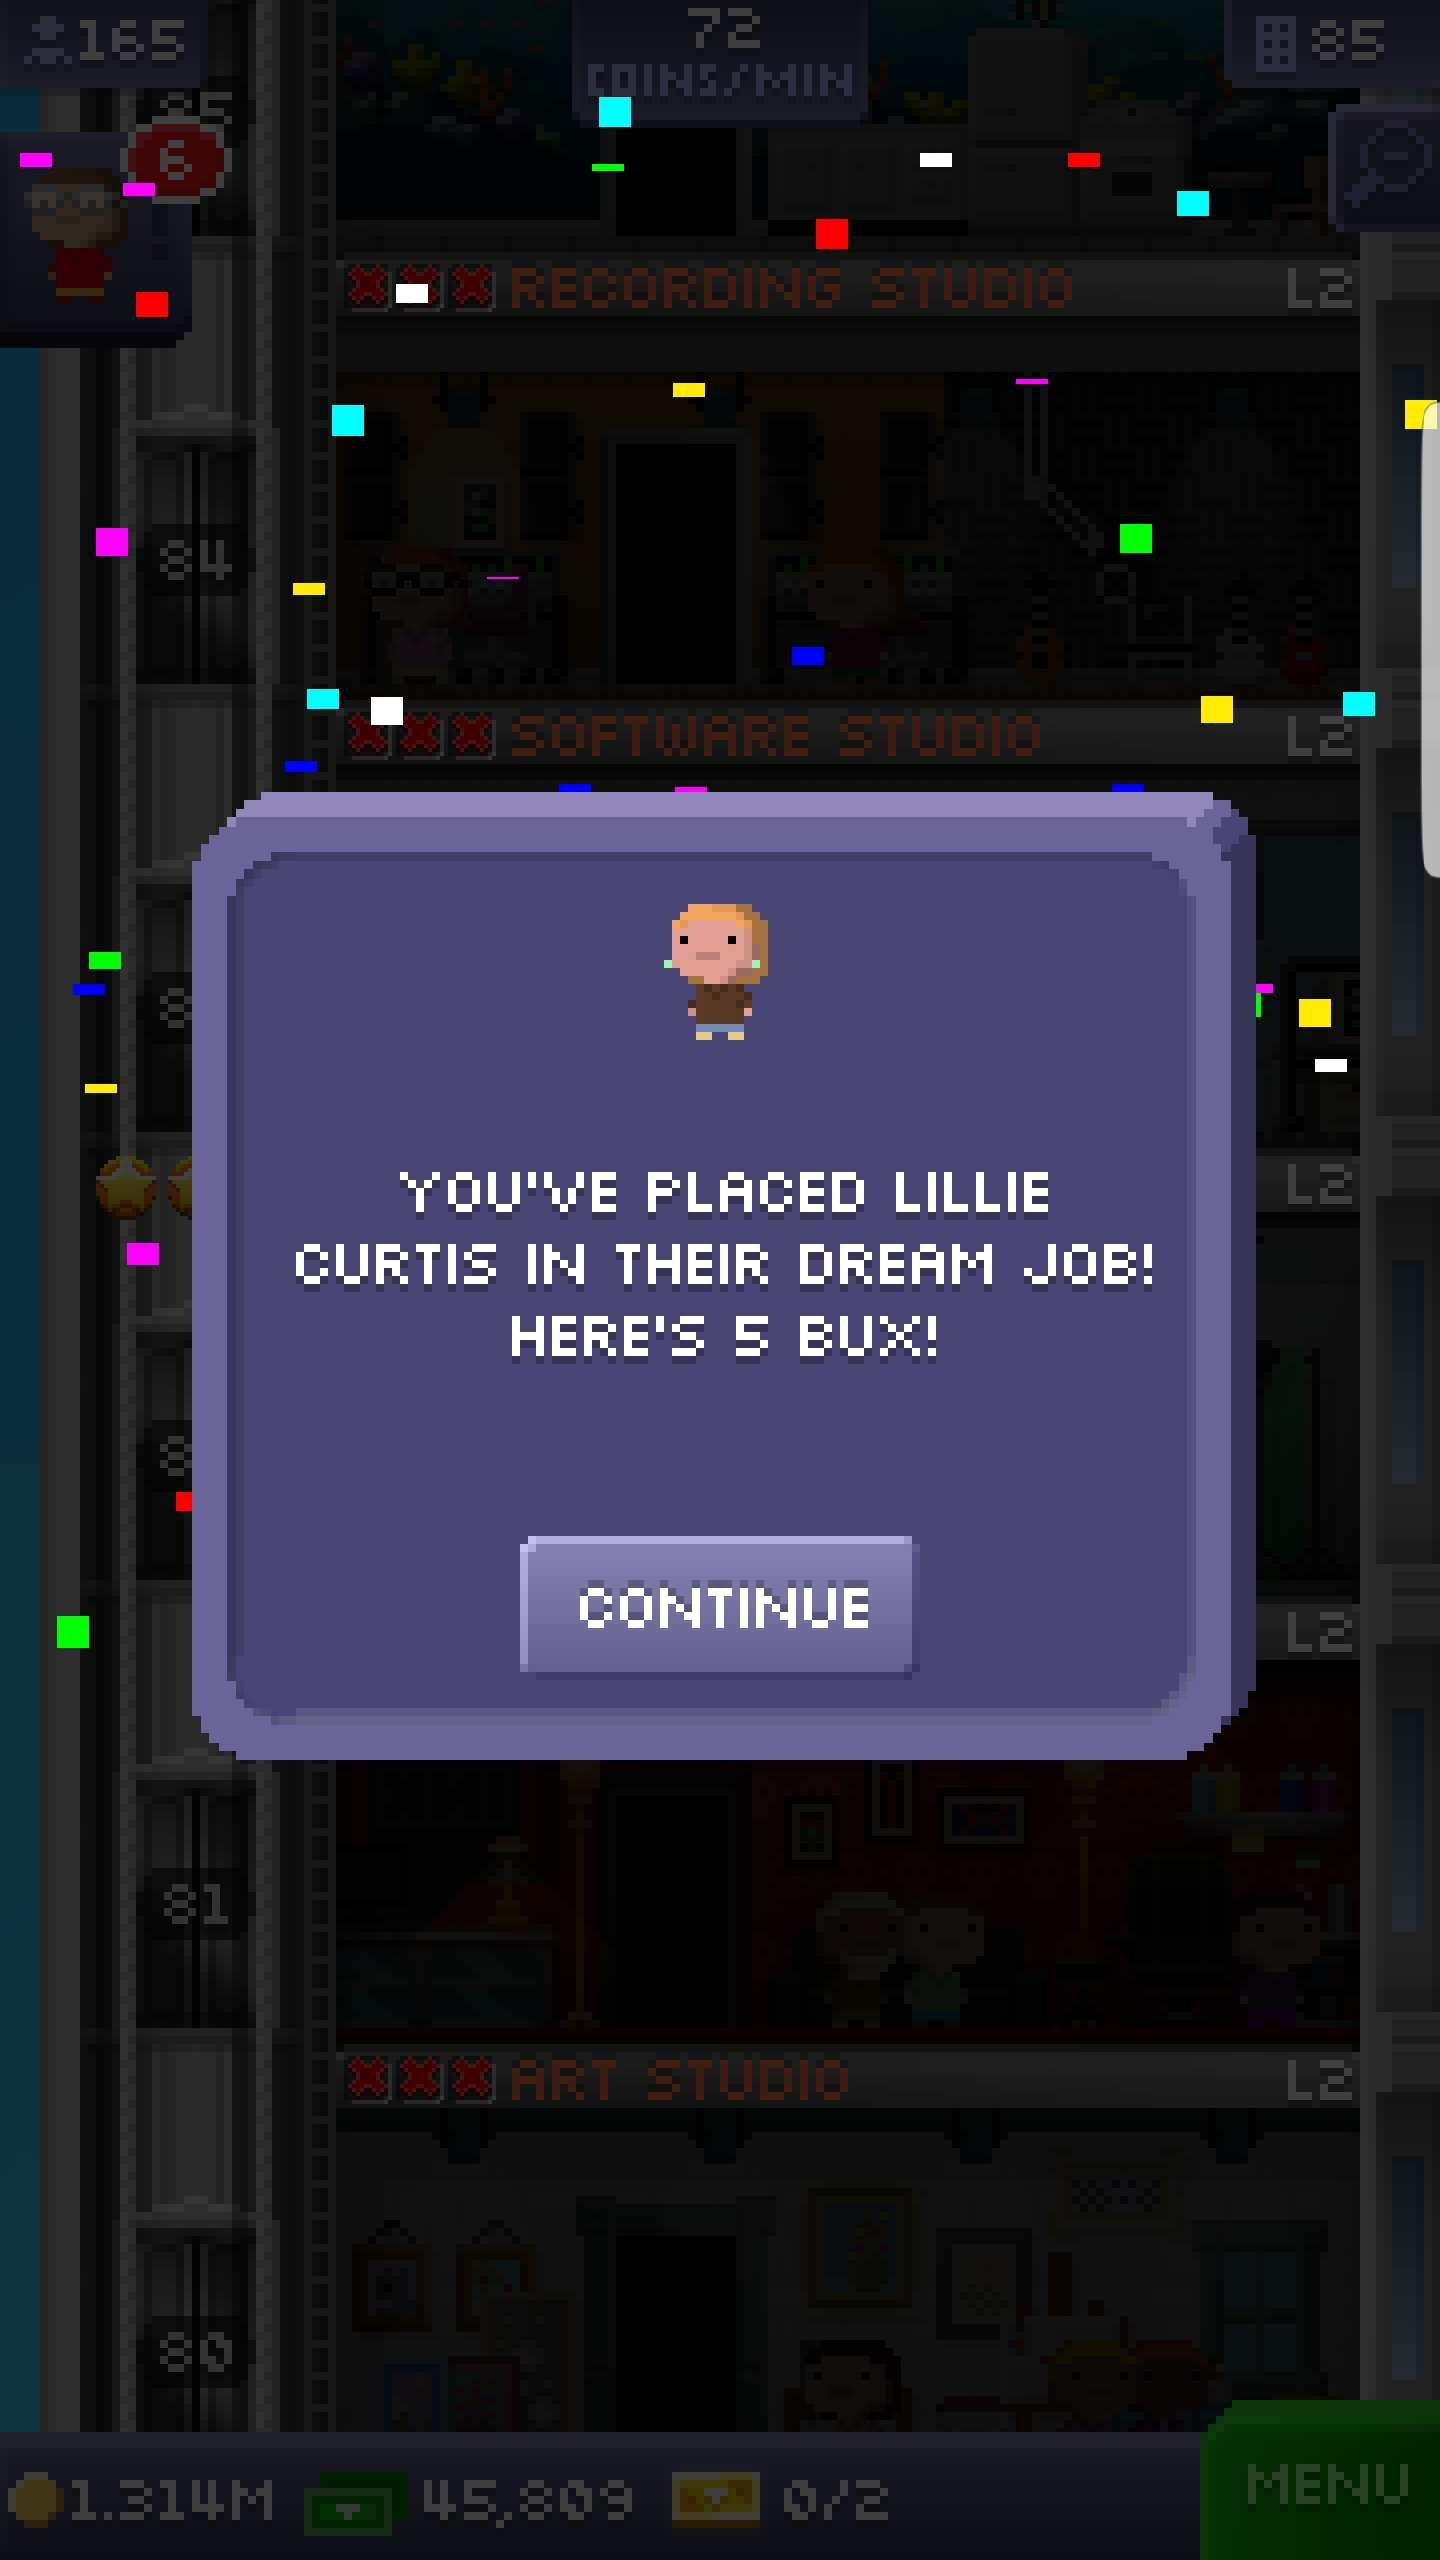 165
72
COINS/MIN
85
85
6
RECORDING STUDIO L2
84
SOFTWARE STUDIO L2
8
L2
YOU'VE PLACED LILLIE
CURTIS IN THEIR DREAM JOB!
HERE'S 5 BUX!
8
CONTINUE
L2
81
ART STUDIO L2
80
1.314M 45,809 0/2
MENU